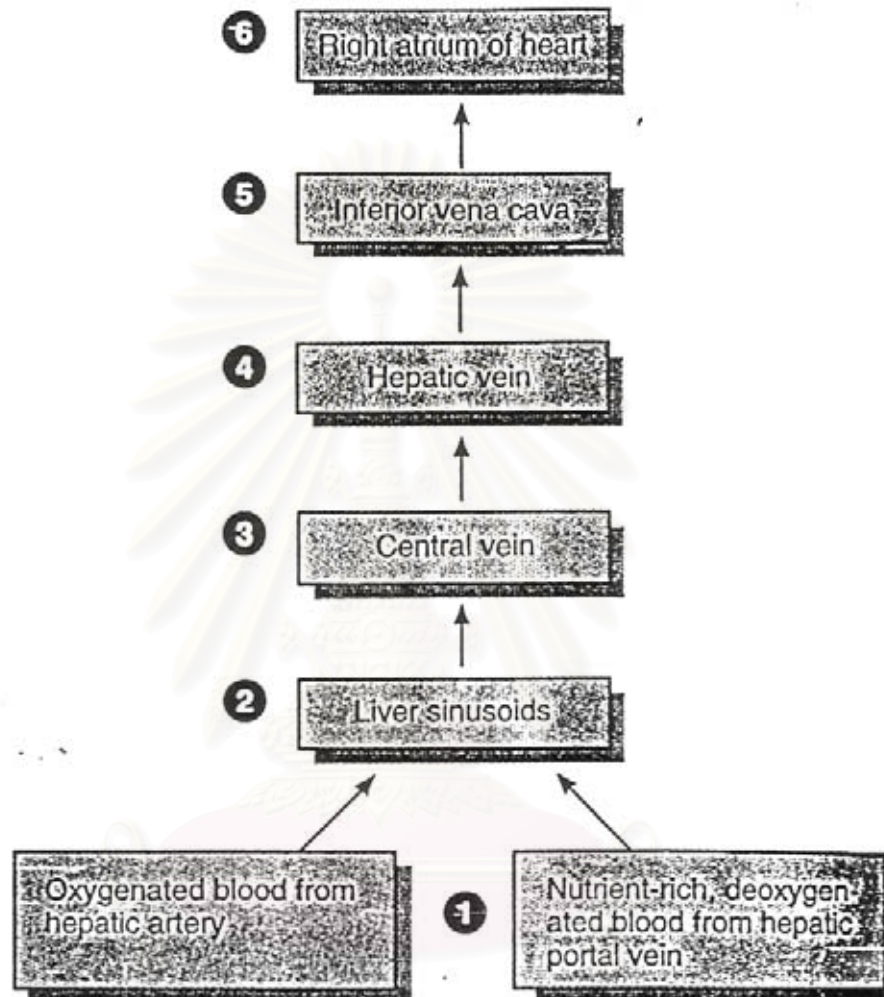 6
Right atrium of heart
5
Inferior vena cava
4
Hepatic vein
3
Central vein
2
Liver sinusoids
Oxygenated blood from
hepatic artery
1
Nutrient-rich, deoxygen-
ated blood from hepatic
portal vein